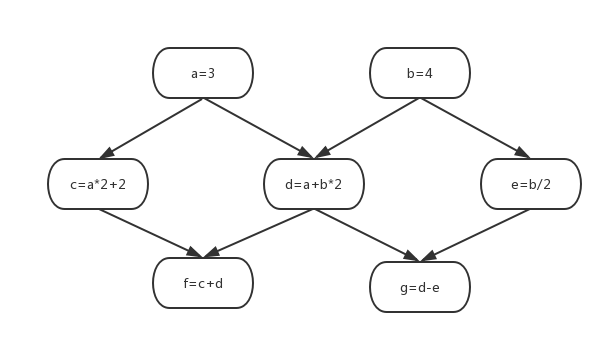 a=3
b=4
c=a*2+2
d=a+b*2
e=b/2
f=c+d
g=d-e